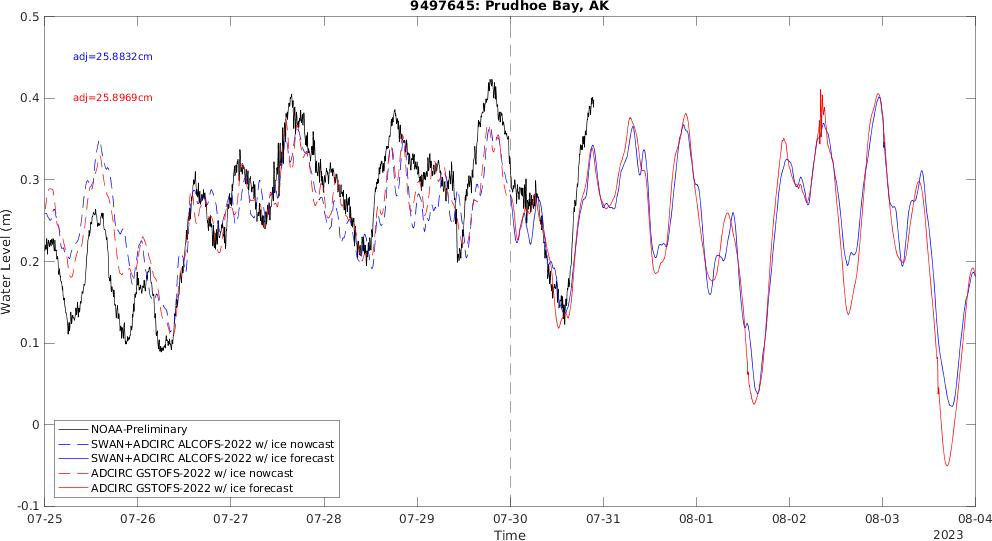 9497645: Prudhoe Bay, AK
0.5
adj=25.8832cm
0.4
adj=25.8969cm
0.3
0.2
0.1
0
-0.1
Water Level (m)
NOAA-Preliminary
SWAN+ADCIRC ALCOFS-2022 w/ ice nowcast
SWAN+ADCIRC ALCOFS-2022 w/ ice forecast
ADCIRC GSTOFS-2022 w/ ice nowcast
ADCIRC GSTOFS-2022 w/ ice forecast
07-25 07-26 07-27 07-28 07-29 07-30 07-31 08-01 08-02 08-03 08-04
Time
2023